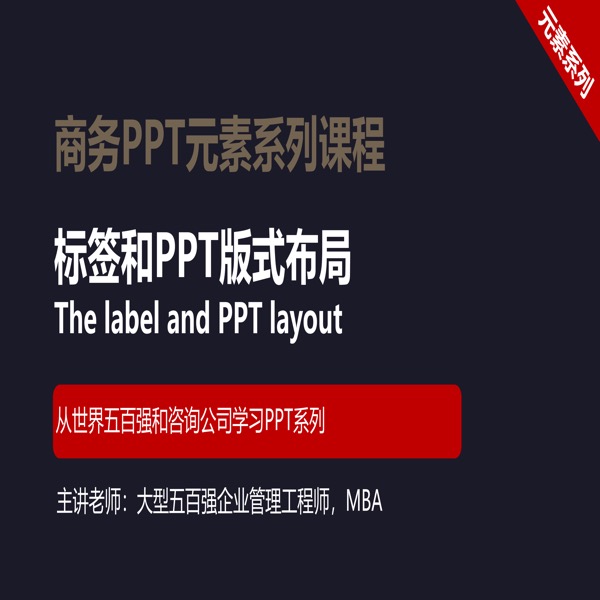 元素系列
商务PPT元素系列课程
标签和PPT版式布局
The label and PPT layout
从世界五百强和咨询公司学习PPT系列
主讲老师：大型五百强企业管理工程师，MBA